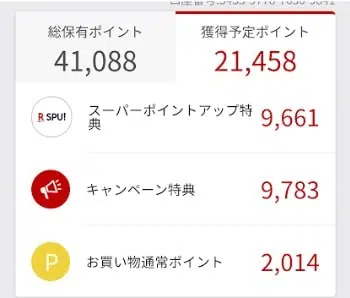 総保有ポイント
41,088
獲得予定ポイント
21,458
R SPU!
スーパーポイントアップ特
典
9,661
キャンペーン特典
9,783
P
お買い物通常ポイント
2,014